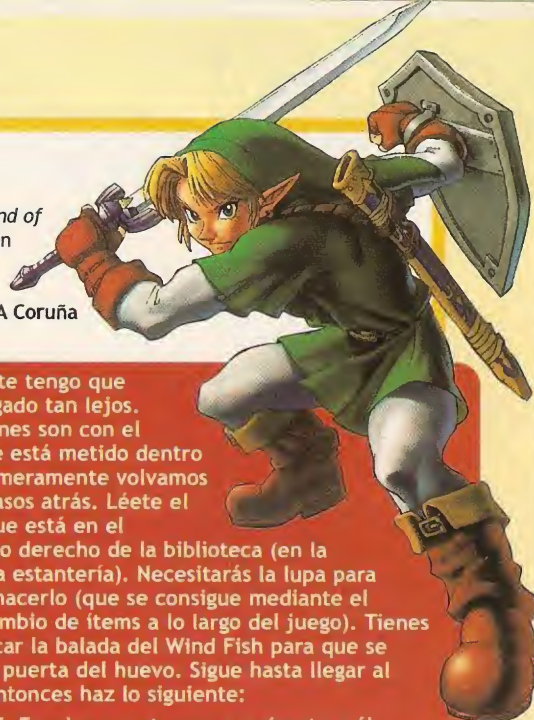 nd of
n
A Coruña
te tengo que
gado tan lejos.
nes son con el
e está metido dentro
meramente volvamos
asos atrás. Léete el
ue está en el
o derecho de la biblioteca (en la
a estantería). Necesitarás la lupa para
hacerlo (que se consigue mediante el
mbio de ítems a lo largo del juego). Tienes
car la balada del Wind Fish para que se
puerta del huevo. Sigue hasta llegar al
ntonces haz lo siguiente: